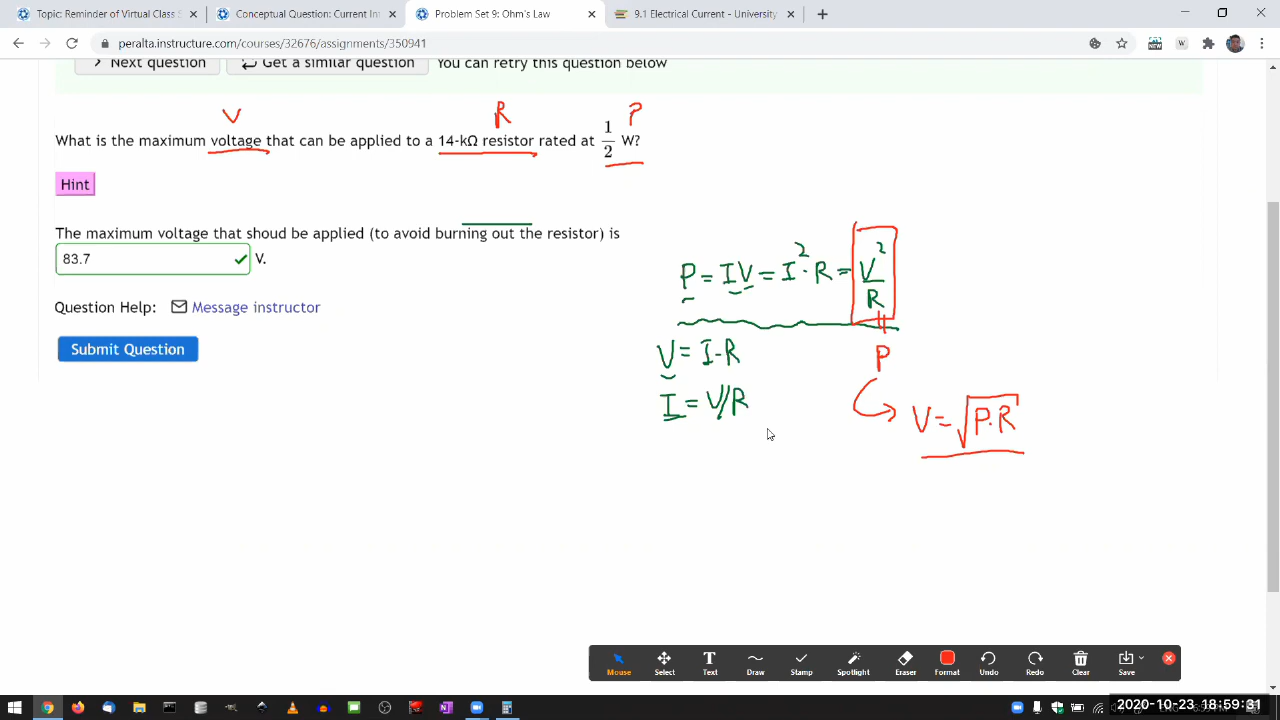 Topic: Reminder of Virtual Class S
Conceptual Question: Current In
Problem Set 9: Ohm's Law
9.1 Electrical Current - University
peralta.instructure.com/courses/32676/assignments/350941
NEW
W
> Next question
Get a similar question
You can retry this question below
V
R
P
What is the maximum voltage that can be applied to a 14-kΩ resistor rated at 1/2 W?
Hint
The maximum voltage that shoud be applied (to avoid burning out the resistor) is
83.7 V.
P = IV = I²·R = V²/R
V = I·R
P
I = V/R
V = √P.R
Question Help: Message instructor
Submit Question
Mouse
Select
Text
Draw
Stamp
Spotlight
Eraser
Format
Undo
Redo
Clear
Save
2020-10-23 18:59:31